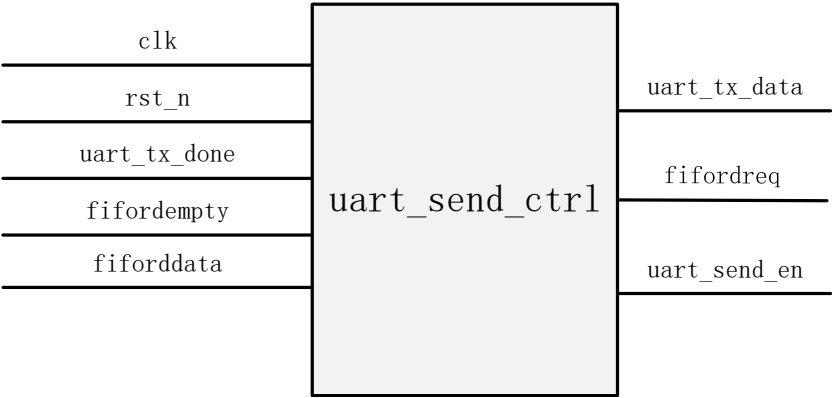 clk
rst_n
uart_tx_done
fifordempty
fiforddata
uart_send_ctrl
uart_tx_data
fifordreq
uart_send_en